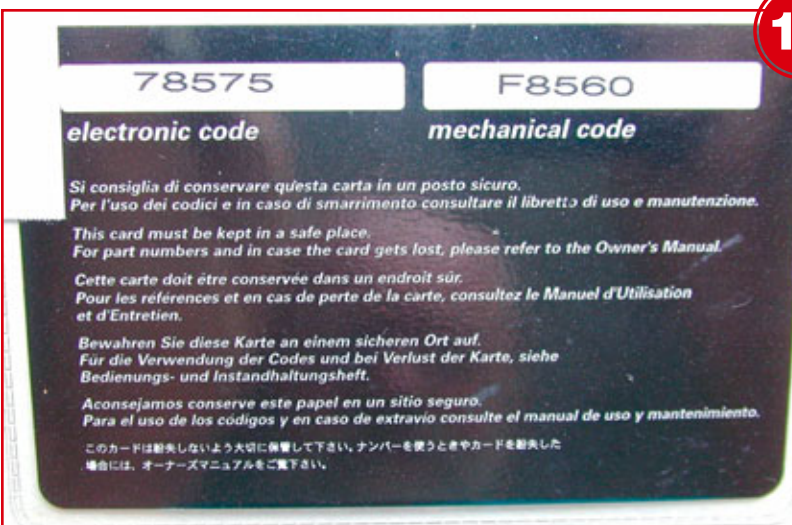 1
78575
F8560
electronic code
mechanical code
Si consiglia di conservare questa carta in un posto sicuro.
Per l'uso dei codici e in caso di smarrimento consultare il libretto di uso e manutenzione.
This card must be kept in a safe place.
For part numbers and in case the card gets lost, please refer to the Owner's Manual.
Cette carte doit étre conservée dans un endroit sûr.
Pour les références et en cas de perte de la carte, consultez le Manuel d'Utilisation
et d'Entretien.
Bewahren Sie diese Karte an einem sicheren Ort auf.
Für die Verwendung der Codes und bei Verlust der Karte, siehe
Bedienungs- und Instandhaltungsheft.
Aconsejamos conserve este papel en un sitio seguro.
Para el uso de los códigos y en caso de extravío consulte el manual de uso y mantenimiento.
このカードは紛失しないよう大切に保管して下さい。ナンバーを使うときやカードを紛失した
場合には、オーナーズマニュアルをご覧下さい。